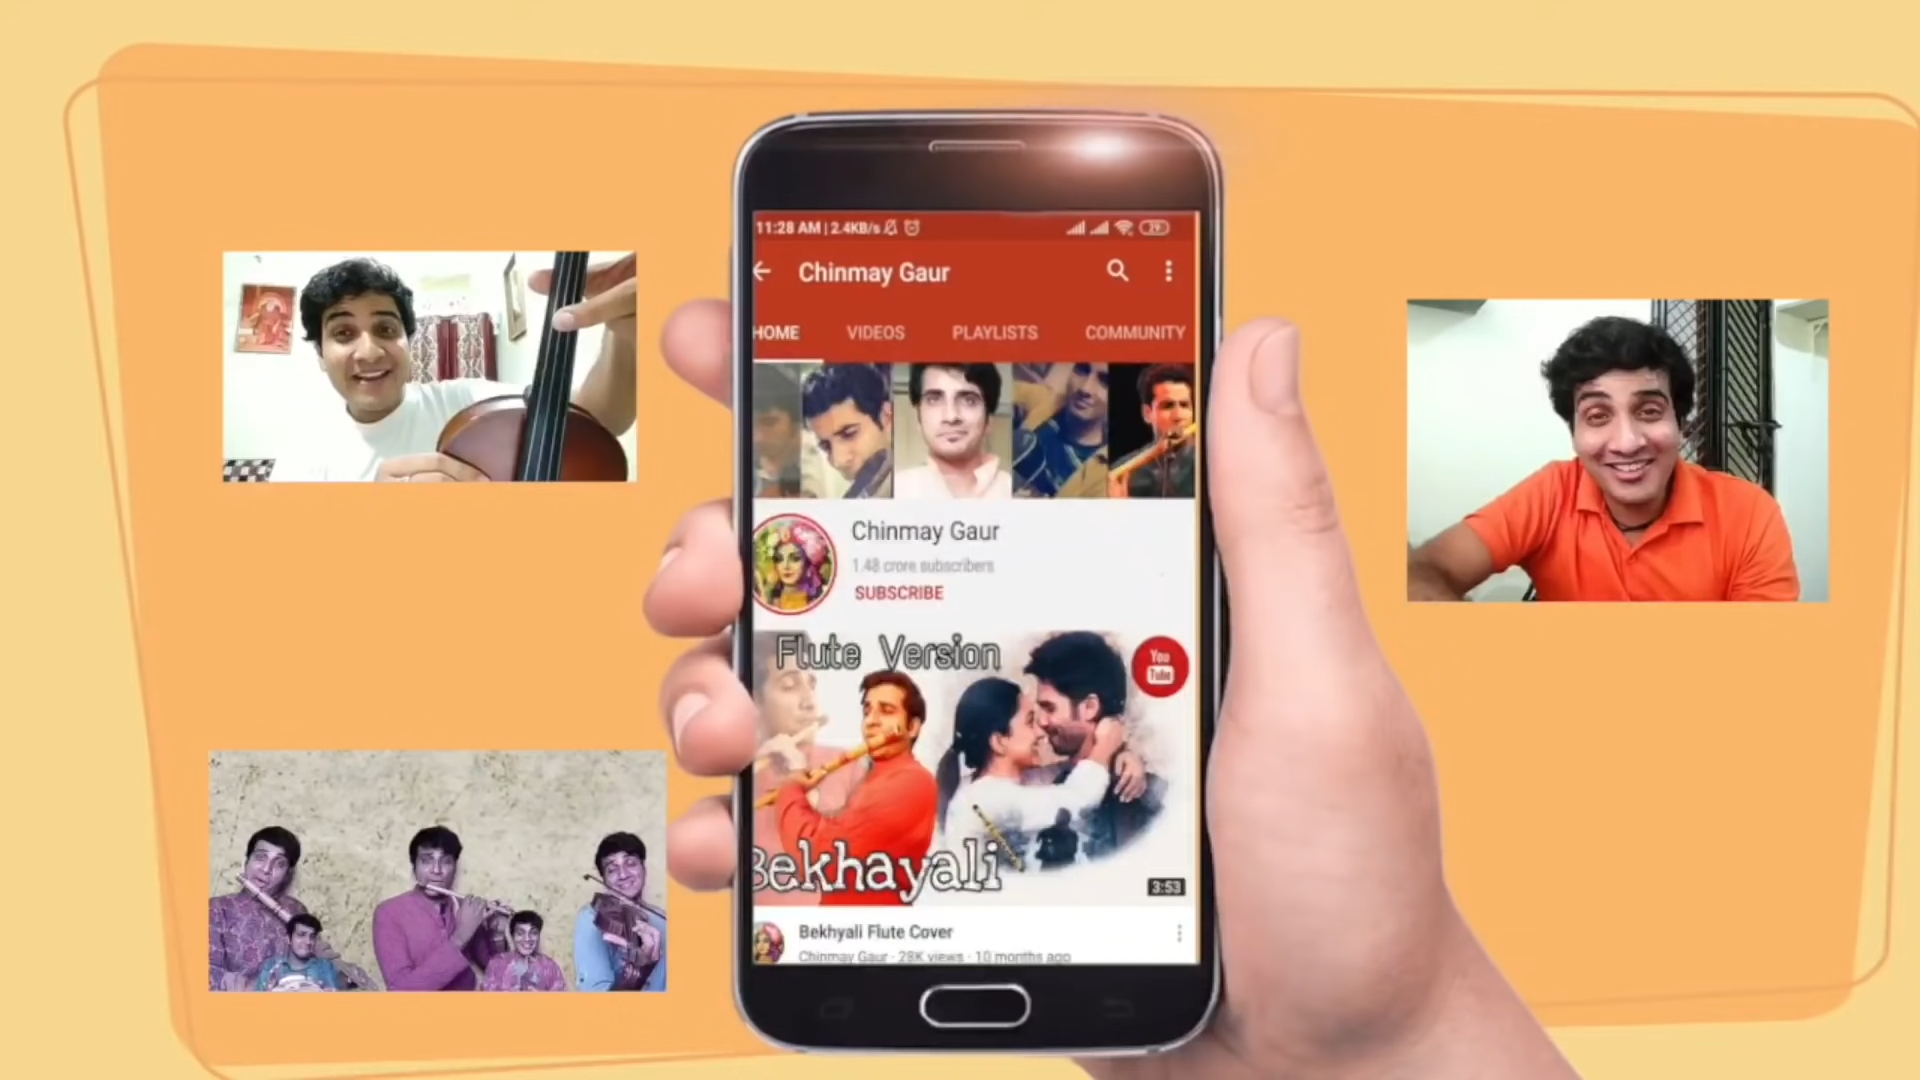 11:28 AM | 2.4KB/s
29
Chinmay Gaur
HOME VIDEOS PLAYLISTS COMMUNITY
Chinmay Gaur
1.48 crore subscribers
SUBSCRIBE
Flute Version
You
Tube
Bekhayali
3:53
Bekhyali Flute Cover
Chinmay Gaur · 28K views · 10 months ago